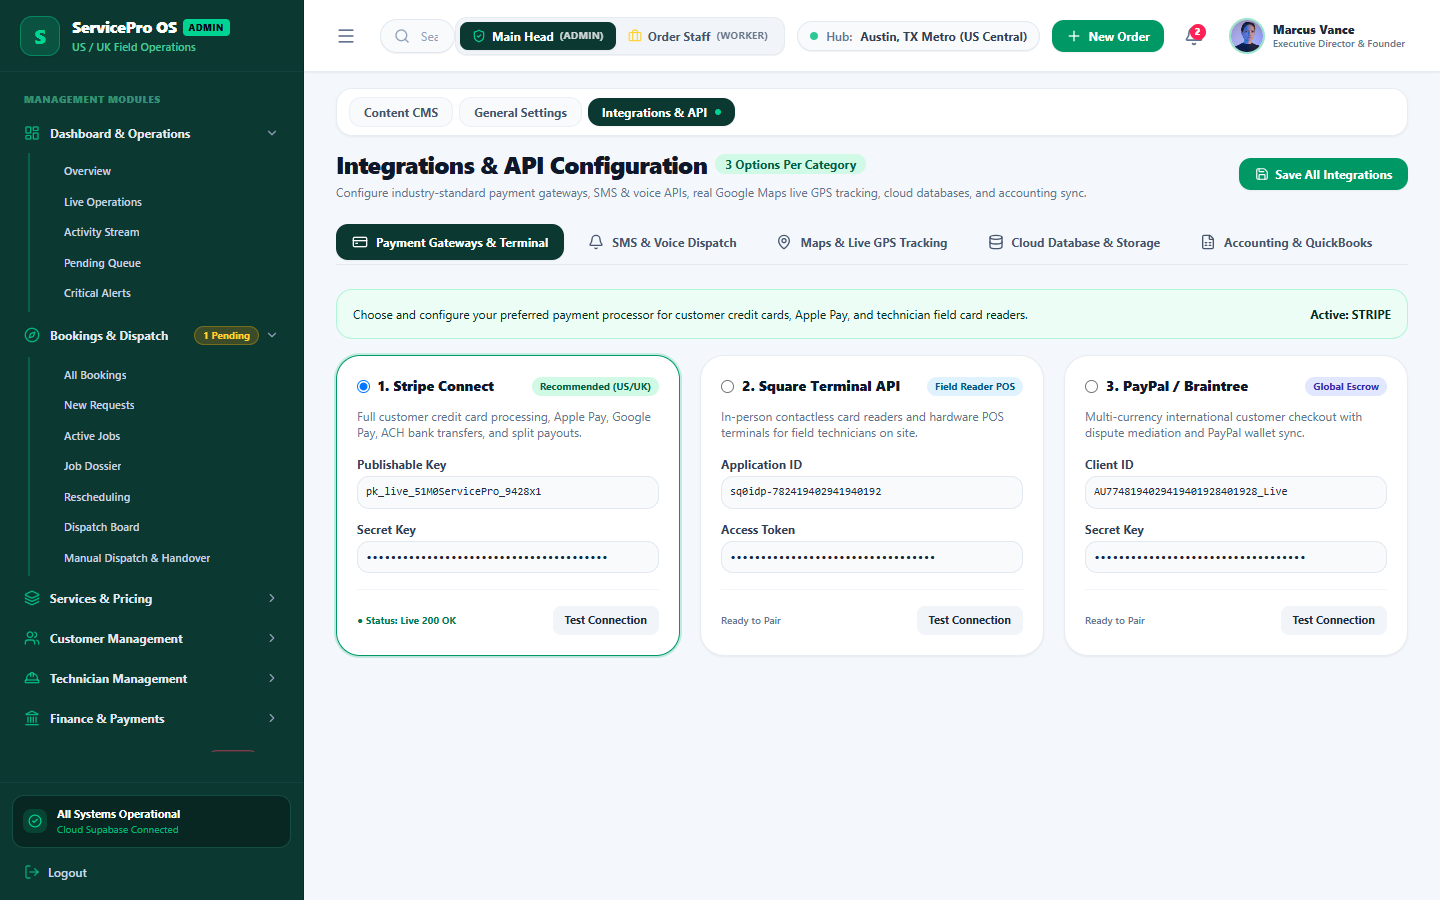 S
ServicePro OS ADMIN
US / UK Field Operations
MANAGEMENT MODULES
Dashboard & Operations
Overview
Live Operations
Activity Stream
Pending Queue
Critical Alerts
Bookings & Dispatch 1 Pending
All Bookings
New Requests
Active Jobs
Job Dossier
Rescheduling
Dispatch Board
Manual Dispatch & Handover
Services & Pricing
Customer Management
Technician Management
Finance & Payments
All Systems Operational
Cloud Supabase Connected
Logout
Sea
Main Head (ADMIN)
Order Staff (WORKER)
Hub: Austin, TX Metro (US Central)
New Order
2
Marcus Vance
Executive Director & Founder
Content CMS
General Settings
Integrations & API
Integrations & API Configuration 3 Options Per Category
Configure industry-standard payment gateways, SMS & voice APIs, real Google Maps live GPS tracking, cloud databases, and accounting sync.
Save All Integrations
Payment Gateways & Terminal
SMS & Voice Dispatch
Maps & Live GPS Tracking
Cloud Database & Storage
Accounting & QuickBooks
Choose and configure your preferred payment processor for customer credit cards, Apple Pay, and technician field card readers.
Active: STRIPE
1. Stripe Connect Recommended (US/UK)
Full customer credit card processing, Apple Pay, Google
Pay, ACH bank transfers, and split payouts.
Publishable Key
pk_live_51M0ServicePro_9428x1
Secret Key
● Status: Live 200 OK
Test Connection
2. Square Terminal API Field Reader POS
In-person contactless card readers and hardware POS
terminals for field technicians on site.
Application ID
sq0idp-782419402941940192
Access Token
Ready to Pair
Test Connection
3. PayPal / Braintree Global Escrow
Multi-currency international customer checkout with
dispute mediation and PayPal wallet sync.
Client ID
AU7748194029419401928401928_Live
Secret Key
Ready to Pair
Test Connection